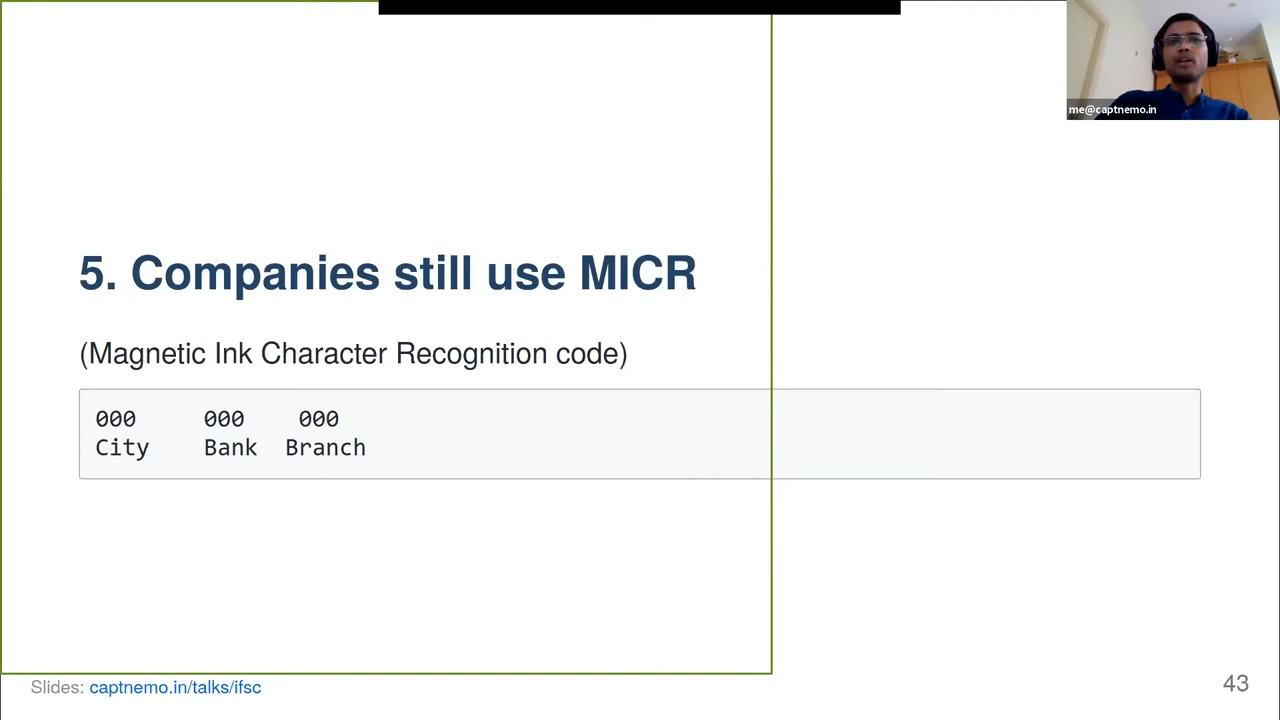 me@captnemo.in
5. Companies still use MICR
(Magnetic Ink Character Recognition code)
000 000 000
City Bank Branch
Slides: captnemo.in/talks/ifsc
43